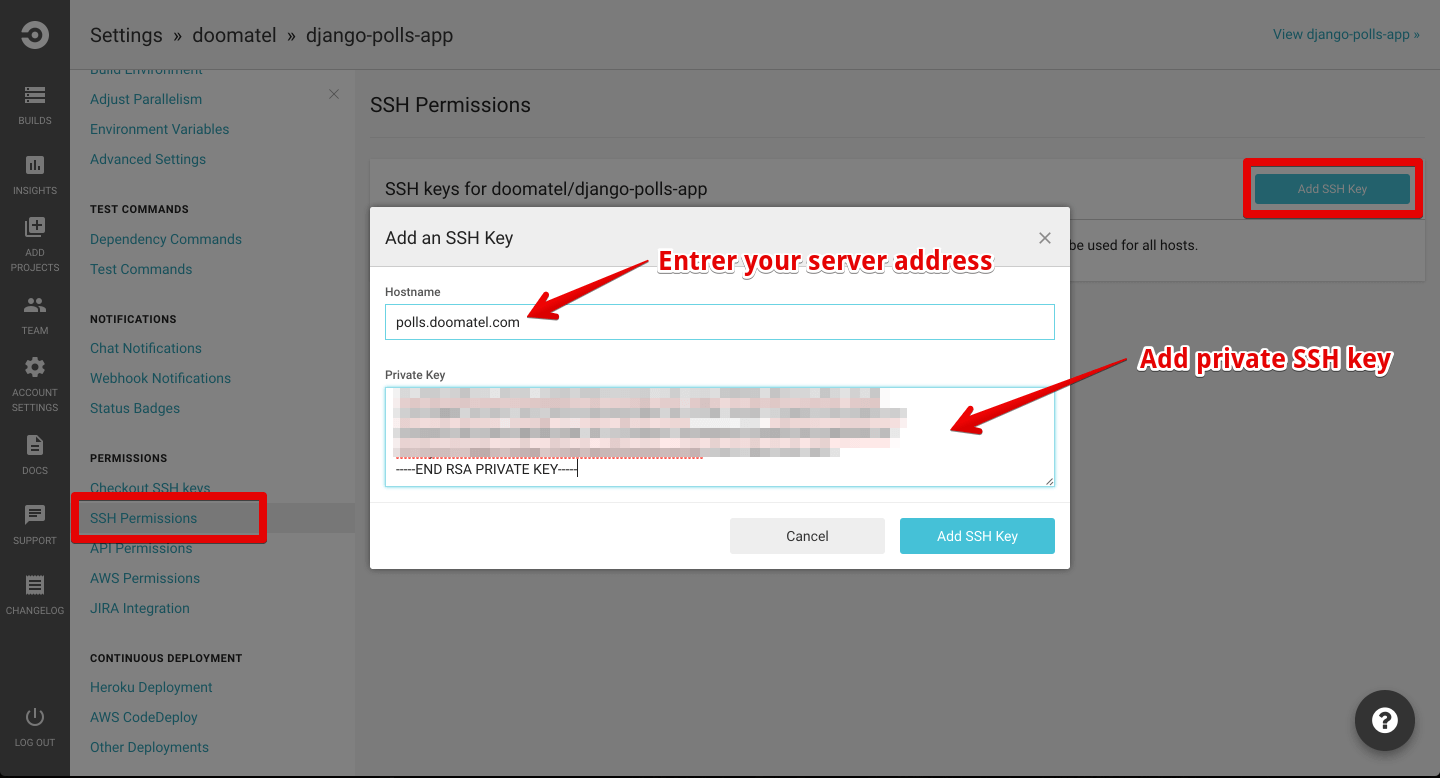 Settings » doomatel » django-polls-app
View django-polls-app »
BUILDS
INSIGHTS
ADD
PROJECTS
TEAM
ACCOUNT
SETTINGS
DOCS
SUPPORT
CHANGELOG
LOG OUT
Build Environment
Adjust Parallelism
Environment Variables
Advanced Settings
TEST COMMANDS
Dependency Commands
Test Commands
NOTIFICATIONS
Chat Notifications
Webhook Notifications
Status Badges
PERMISSIONS
Checkout SSH keys
SSH Permissions
API Permissions
AWS Permissions
JIRA Integration
CONTINUOUS DEPLOYMENT
Heroku Deployment
AWS CodeDeploy
Other Deployments
SSH Permissions
SSH keys for doomatel/django-polls-app
Add SSH Key
be used for all hosts.
Add an SSH Key
Entrer your server address
Hostname
polls.doomatel.com
Add private SSH key
Private Key
-----END RSA PRIVATE KEY-----
Cancel
Add SSH Key